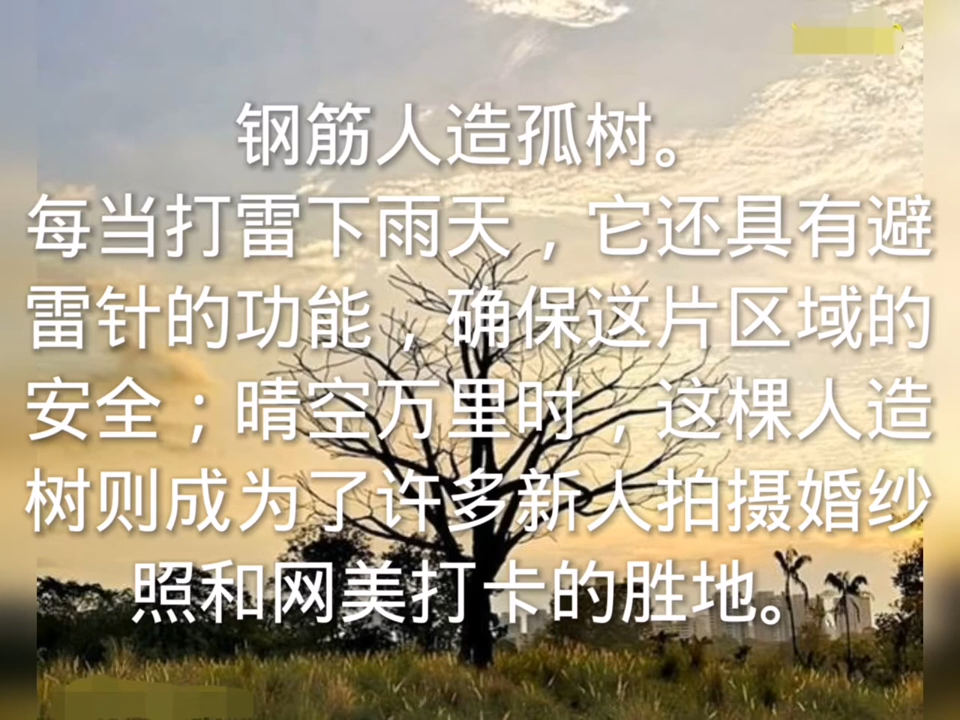 钢筋人造孤树。
每当打雷下雨天，它还具有避
雷针的功能，确保这片区域的
安全；晴空万里时，这棵人造
树则成为了许多新人拍摄婚纱
照和网美打卡的胜地。